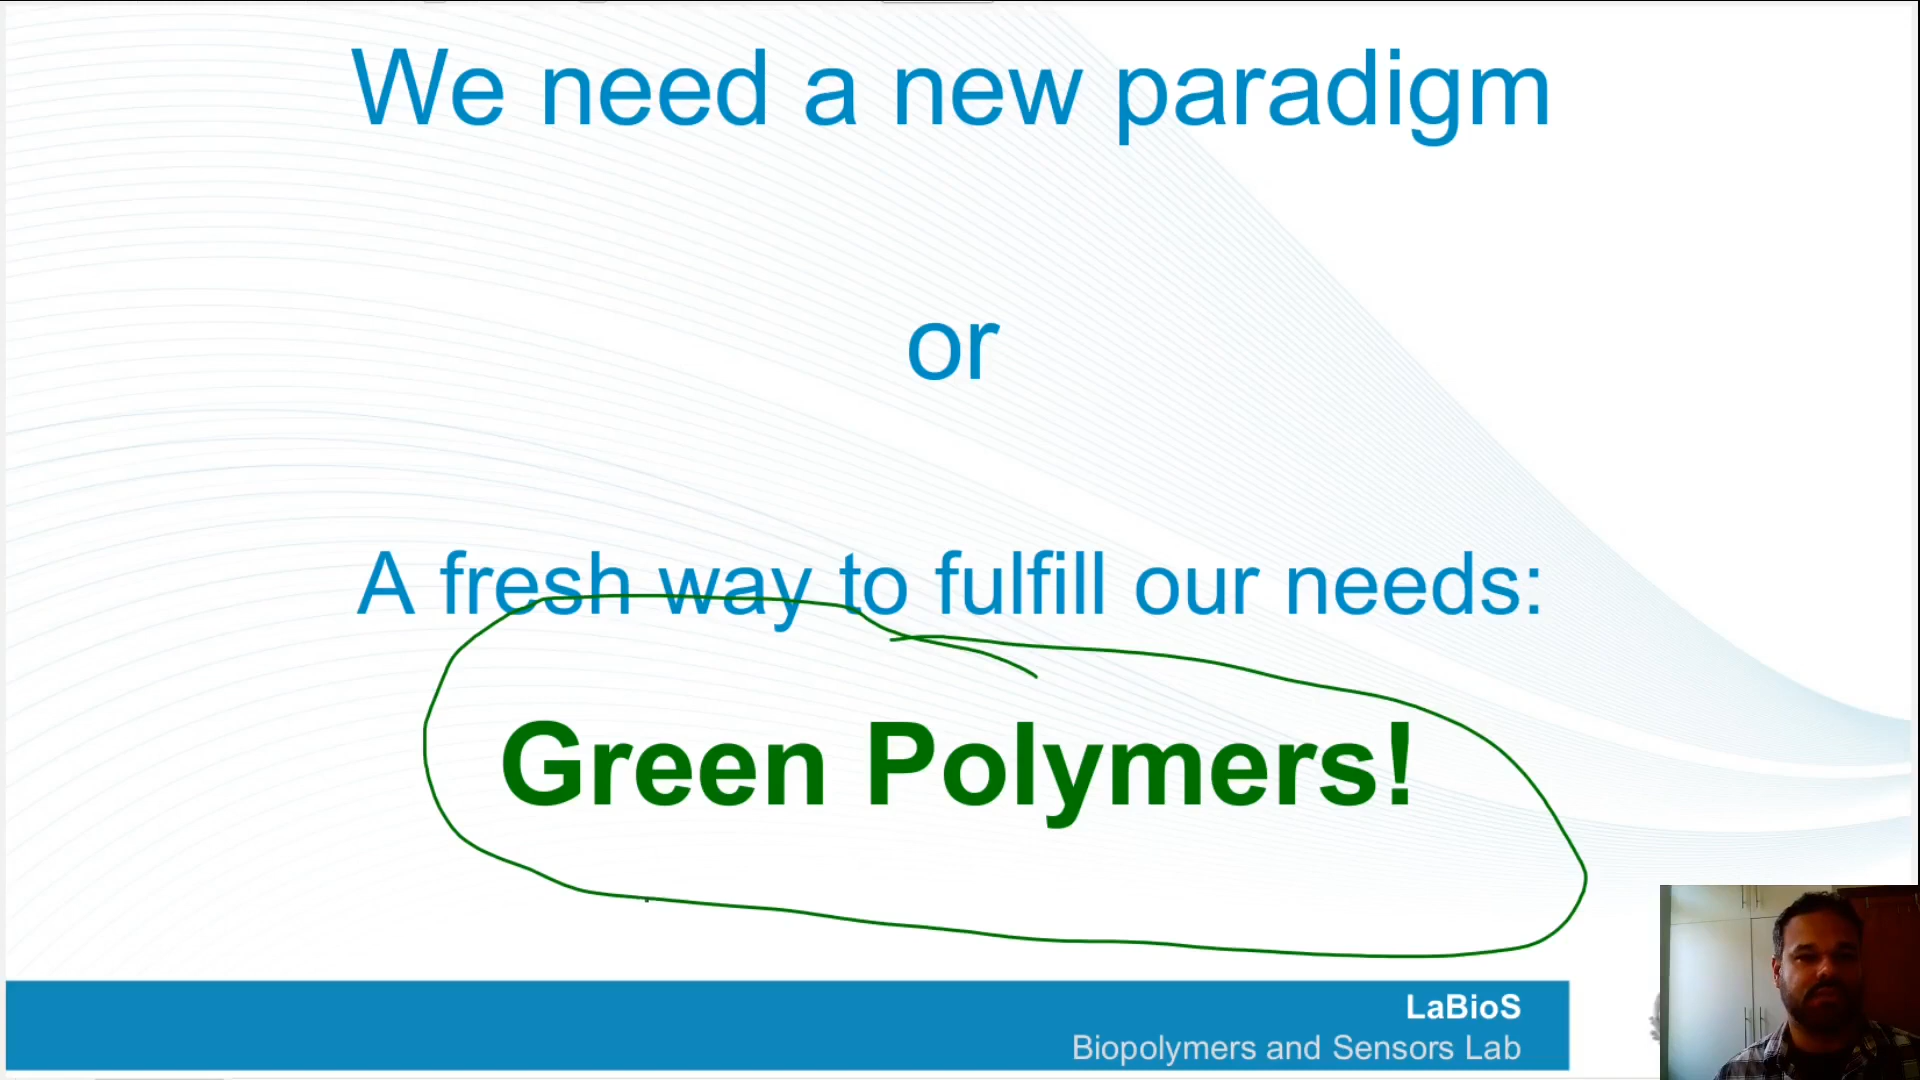 We need a new paradigm
or
A fresh way to fulfill our needs:
Green Polymers!
LaBioS
Biopolymers and Sensors Lab